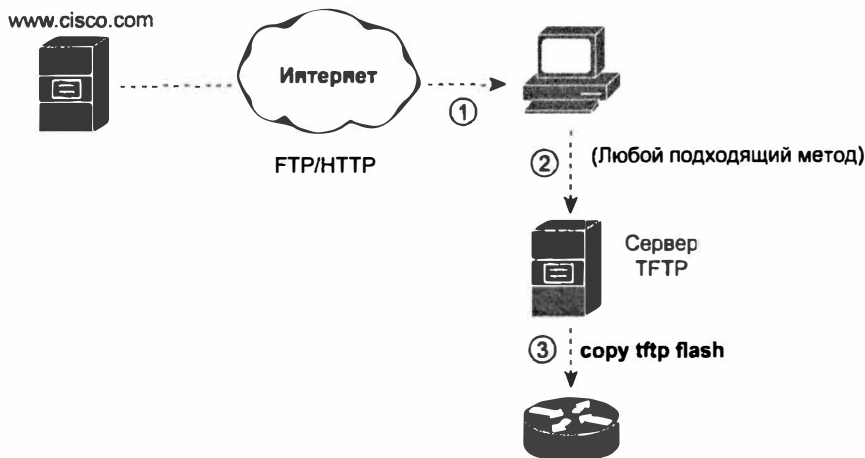 www.cisco.com
Интернет
①
FTP/HTTP
②
(Любой подходящий метод)
Сервер
TFTP
③
copy tftp flash